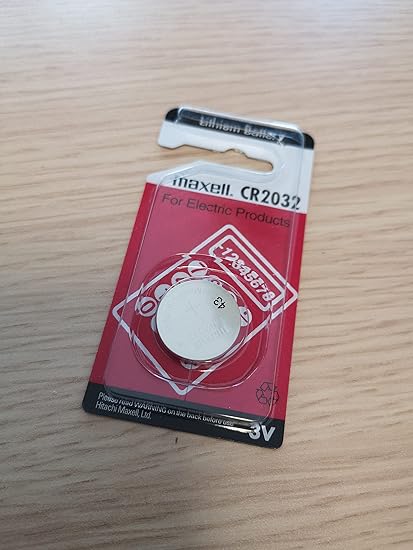 Lithium Battery
maxell. CR2032
For Electric Products
12345678
43
Please read WARNING on the back before use.
Hitachi Maxell, Ltd.
3V